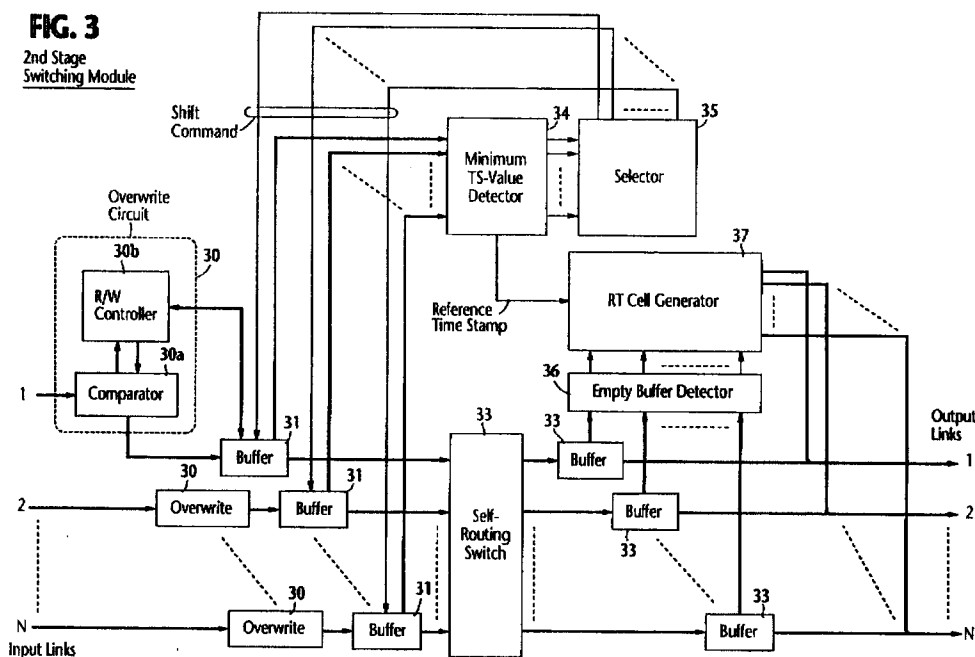 FIG. 3
2nd Stage
Switching Module
Shift
Command
34
Minimum
TS-Value
Detector
35
Selector
Overwrite
Circuit
30
30b
R/W
Controller
30a
Comparator
1
Reference
Time Stamp
37
RT Cell Generator
36
Empty Buffer Detector
31
Buffer
33
Self-
Routing
Switch
33
Buffer
Output
Links
1
2
30
Overwrite
31
Buffer
Buffer
33
2
N
Input Links
30
Overwrite
31
Buffer
33
Buffer
N